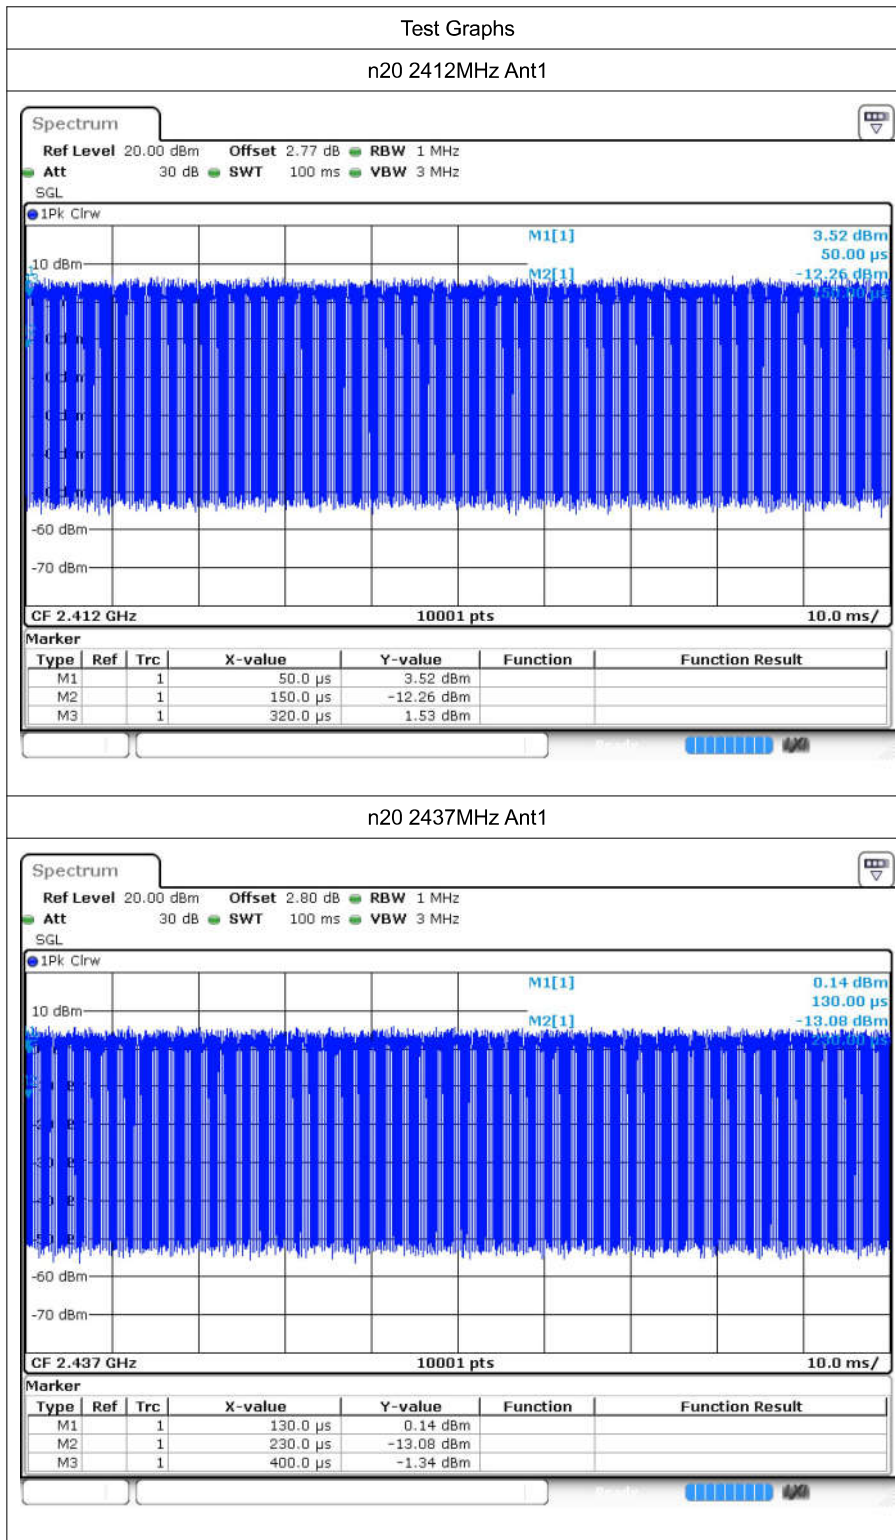 Test Graphs
n20 2412MHz Ant1
Spectrum
Ref Level 20.00 dBm Offset 2.77 dB RBW 1 MHz
Att 30 dB SWT 100 ms VBW 3 MHz
SGL
1Pk Clrw
M1[1] 3.52 dBm
50.00 µs
10 dBm
M2[1] -12.26 dBm
150.00 µs
-60 dBm
-70 dBm
CF 2.412 GHz 10001 pts 10.0 ms/
Marker
Type Ref Trc X-value Y-value Function Function Result
M1 1 50.0 µs 3.52 dBm
M2 1 150.0 µs -12.26 dBm
M3 1 320.0 µs 1.53 dBm
n20 2437MHz Ant1
Spectrum
Ref Level 20.00 dBm Offset 2.80 dB RBW 1 MHz
Att 30 dB SWT 100 ms VBW 3 MHz
SGL
1Pk Clrw
M1[1] 0.14 dBm
130.00 µs
10 dBm
M2[1] -13.08 dBm
230.00 µs
-60 dBm
-70 dBm
CF 2.437 GHz 10001 pts 10.0 ms/
Marker
Type Ref Trc X-value Y-value Function Function Result
M1 1 130.0 µs 0.14 dBm
M2 1 230.0 µs -13.08 dBm
M3 1 400.0 µs -1.34 dBm